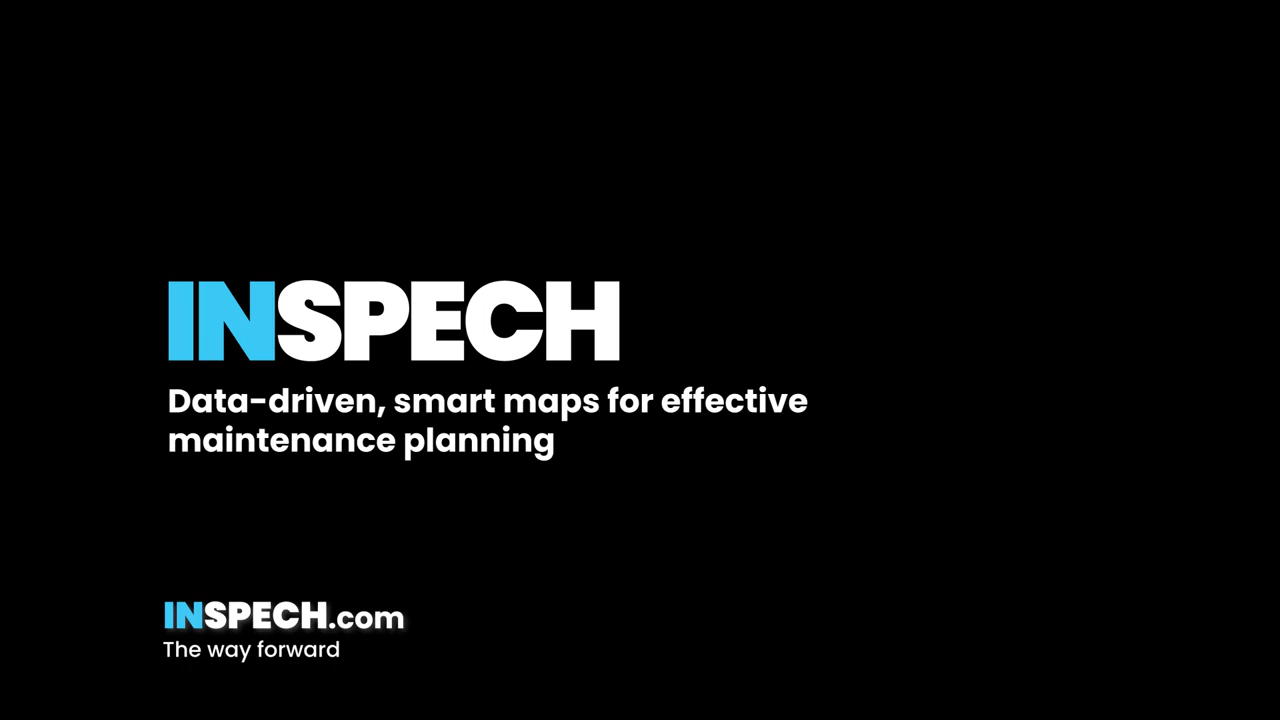 INSPECH
Data-driven, smart maps for effective
maintenance planning
INSPECH.com
The way forward